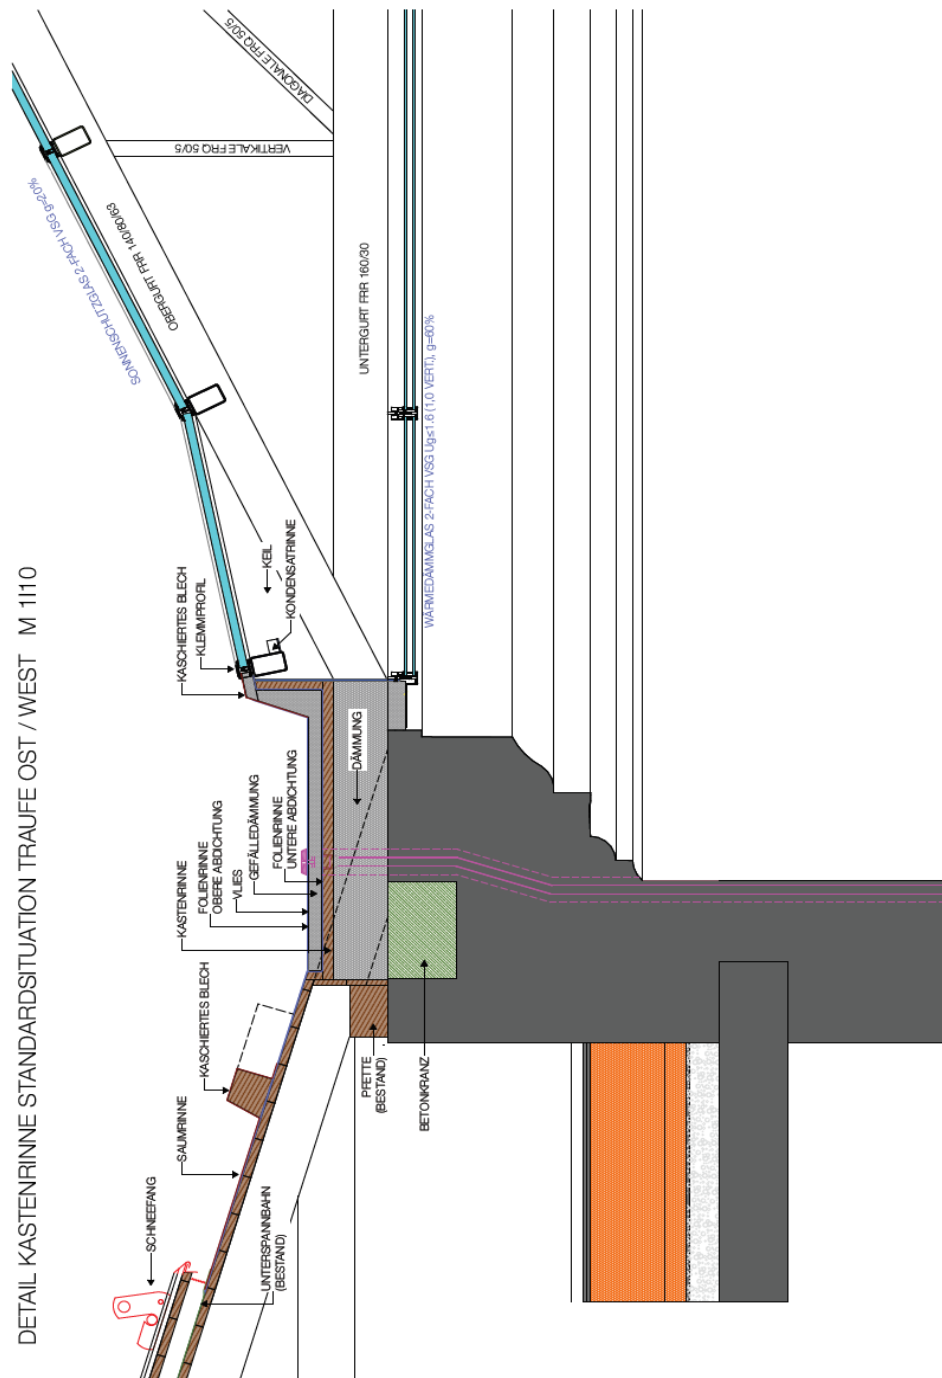 DETAIL KASTENRINNE STANDARDSITUATION TRAUFE OST / WEST M 1l10
SCHNEEFANG
UNTERSPANNBAHN
(BESTAND)
SAUMRINNE
KASCHIERTES BLECH
PFETTE
(BESTAND)
BETONKRANZ
KASTENRINNE
FOLIENRINNE
OBERE ABDICHTUNG
VLIES
GEFÄLLEDÄMMUNG
FOLIENRINNE
UNTERE ABDICHTUNG
DÄMMUNG
KASCHIERTES BLECH
KLEMMPROFIL
KEIL
KONDENSATRINNE
SONNENSCHUTZGLAS 2-FACH VSG g=20%
OBERGURT FRR 140/80/63
VERTIKALE FRQ 50/5
DIAGONALE FRQ 50/5
UNTERGURT FRR 160/30
WÄRMEDÄMMGLAS 2-FACH VSG Ug≤1.6 (1,0 VERT.), g=60%